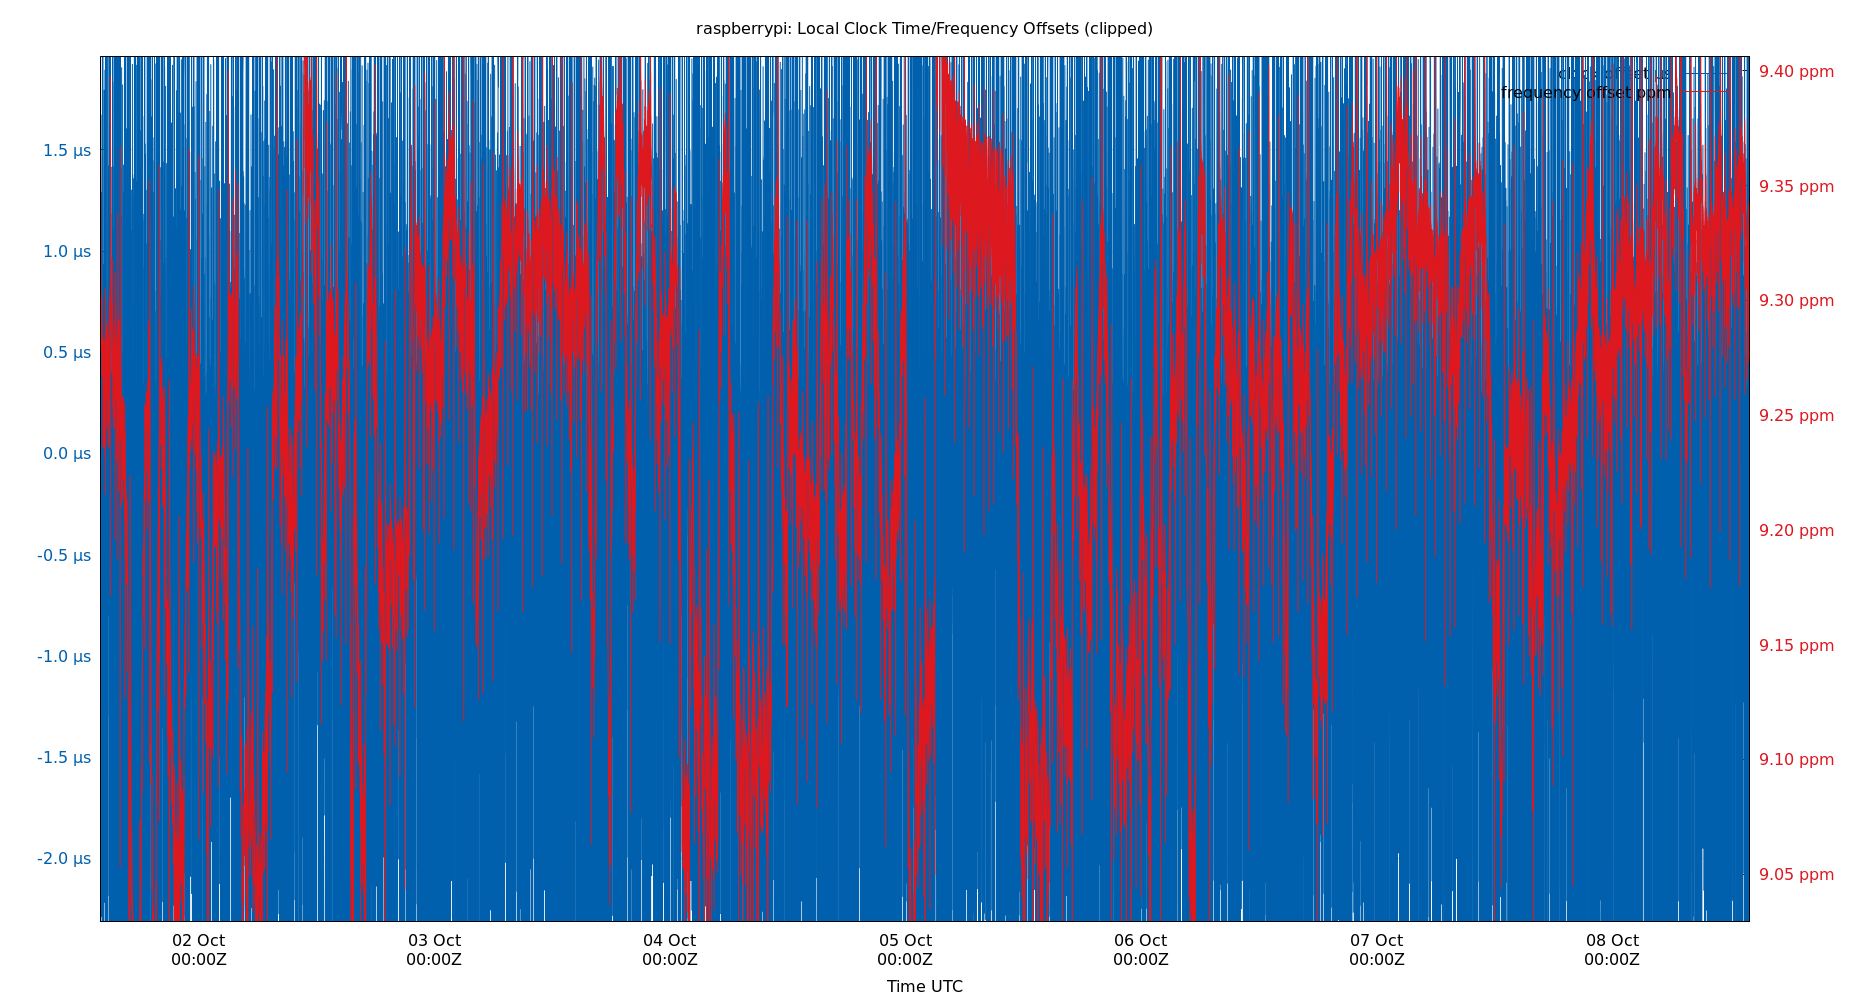 raspberrypi: Local Clock Time/Frequency Offsets (clipped)
clock offset µs
frequency offset ppm
1.5 µs
1.0 µs
0.5 µs
0.0 µs
-0.5 µs
-1.0 µs
-1.5 µs
-2.0 µs
9.40 ppm
9.35 ppm
9.30 ppm
9.25 ppm
9.20 ppm
9.15 ppm
9.10 ppm
9.05 ppm
02 Oct 03 Oct 04 Oct 05 Oct 06 Oct 07 Oct 08 Oct
00:00Z 00:00Z 00:00Z 00:00Z 00:00Z 00:00Z 00:00Z
Time UTC